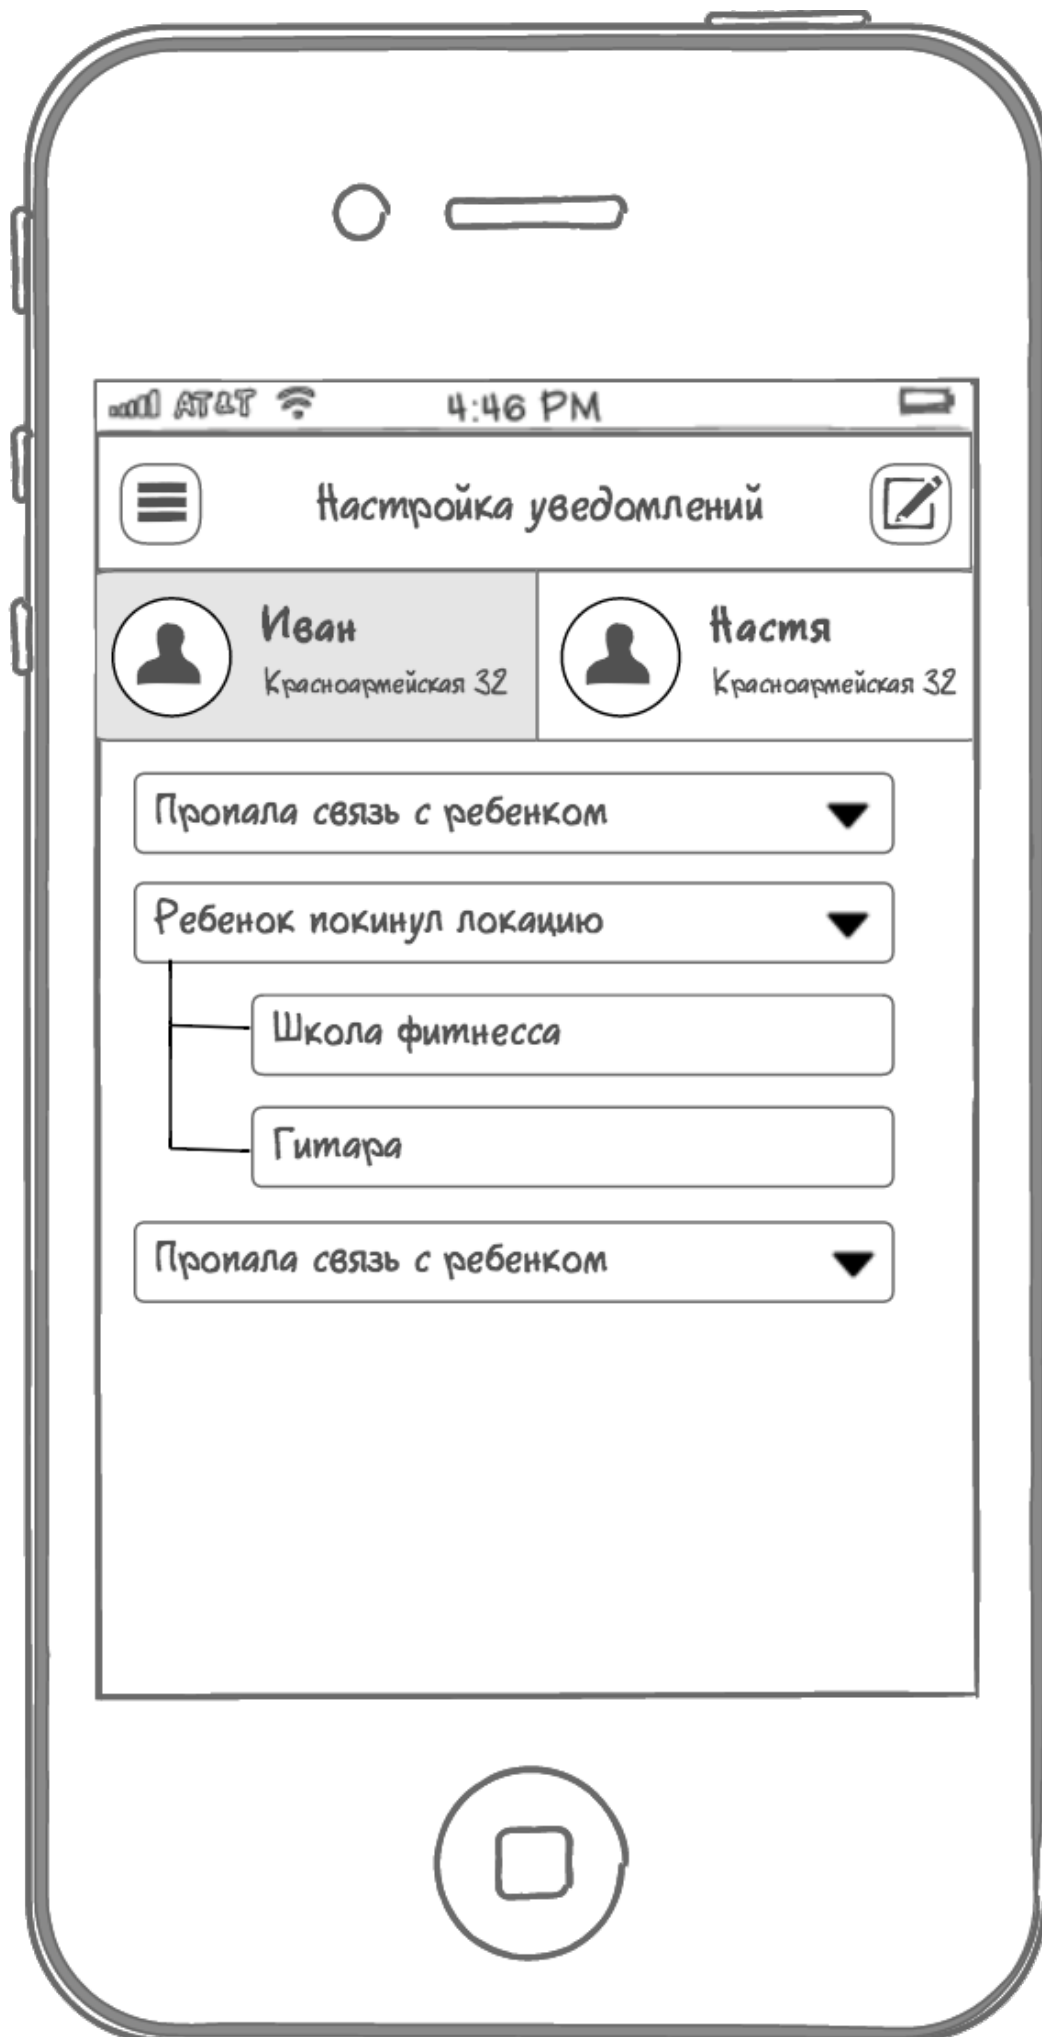 AT&T 4:46 PM
Настройка уведомлений
Иван
Красноармейская 32
Настя
Красноармейская 32
Пропала связь с ребенком
Ребенок покинул локацию
Школа фитнесса
Гитара
Пропала связь с ребенком